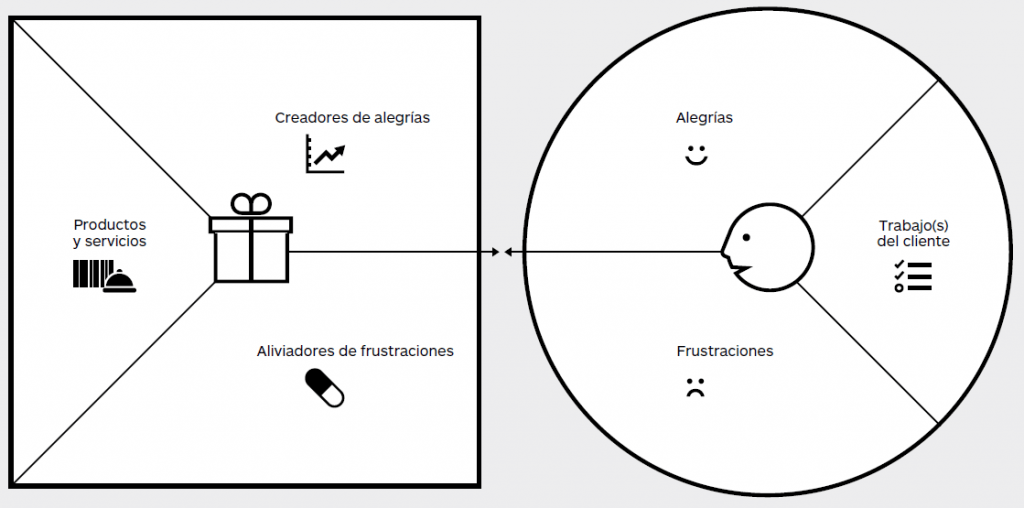 Creadores de alegrías
Productos
y servicios
Aliviadores de frustraciones
Alegrías
Trabajo(s)
del cliente
Frustraciones